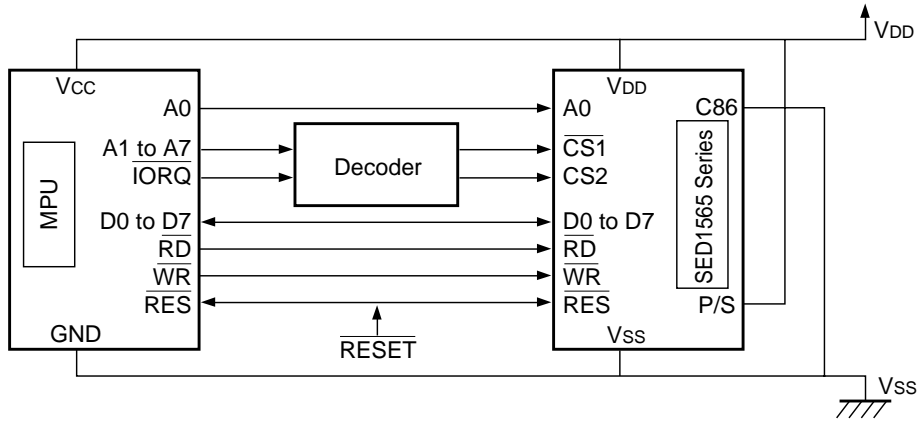 VDD
VCC
VDD
A0
A0
C86
A1 to A7
Decoder
CS1
IORQ
CS2
MPU
SED1565 Series
D0 to D7
D0 to D7
RD
RD
WR
WR
RES
RES
P/S
GND
RESET
VSS
VSS